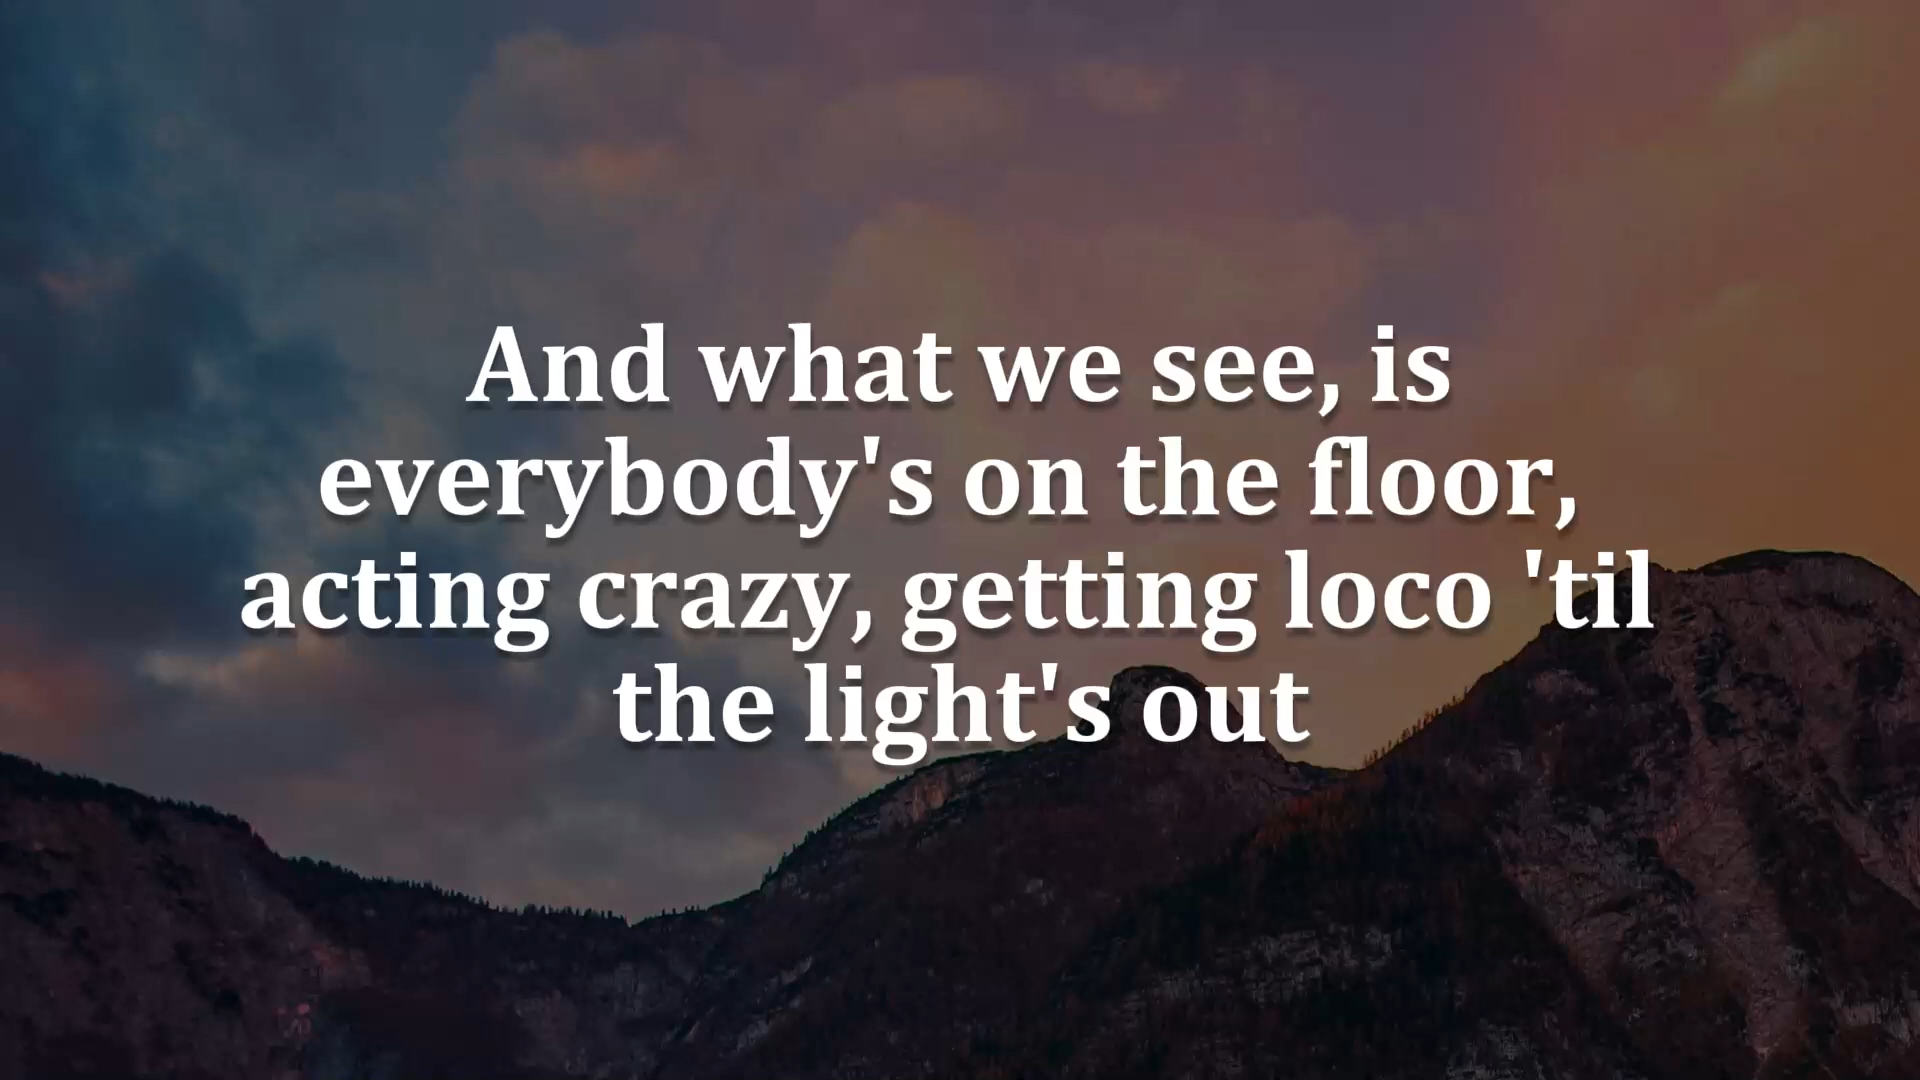 And what we see, is
everybody's on the floor,
acting crazy, getting loco 'til
the light's out